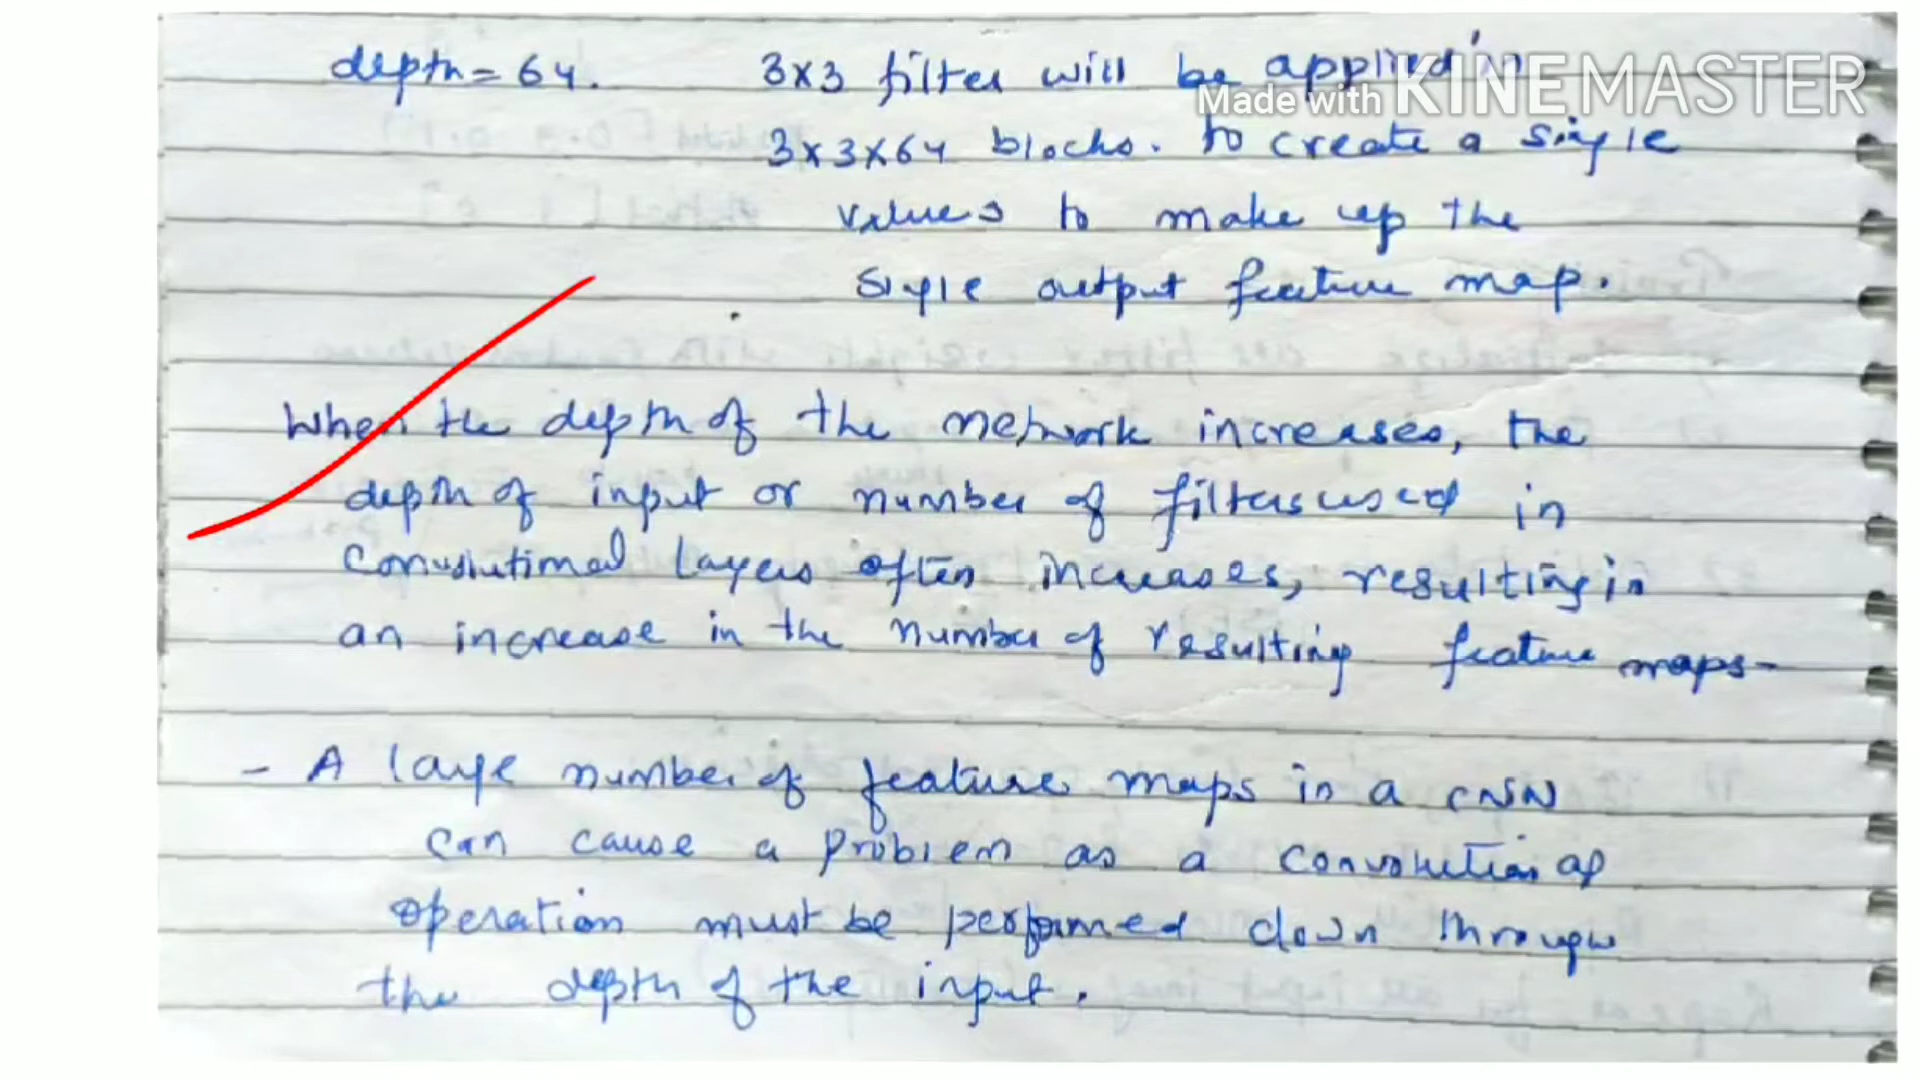 depth = 64. 3x3 filter will be applied in
Made with KINEMASTER
3x3x64 blocks. to create a single
values to make up the
single output feature map.
When the depth of the network increases, the
depth of input or number of filters used in
Convolutional layers often increases, resulting in
an increase in the number of resulting feature maps-
- A large number of feature maps in a CNN
can cause a problem as a convolutional
operation must be performed down through
the depth of the input.